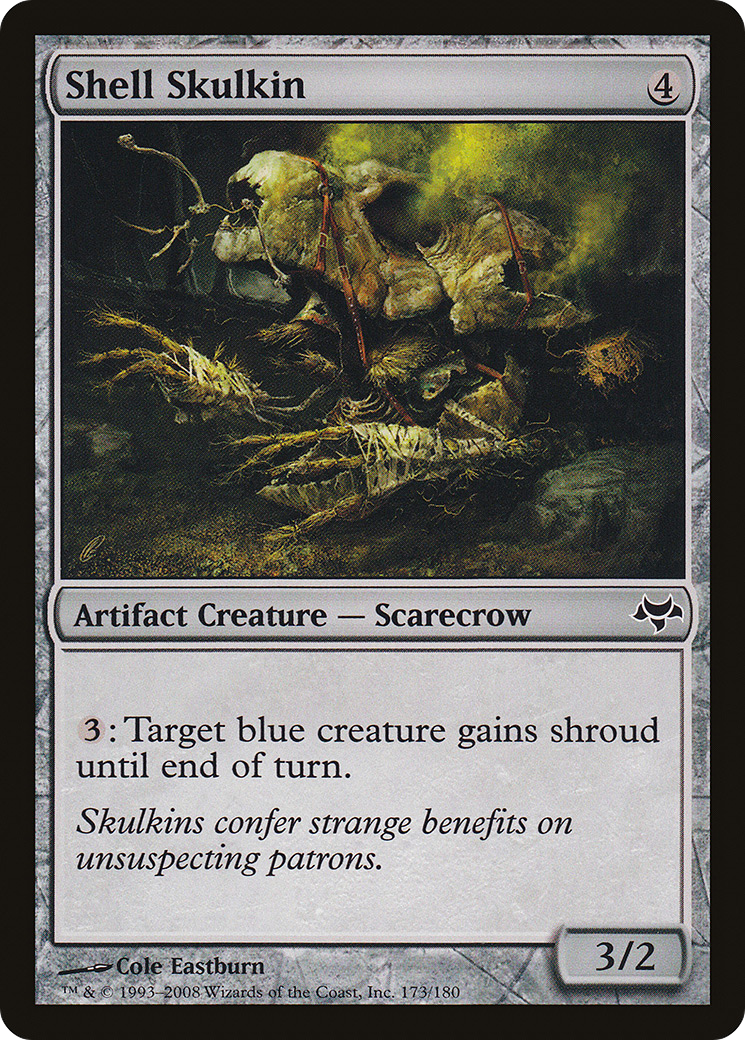 Shell Skulkin 4
Artifact Creature — Scarecrow
3: Target blue creature gains shroud
until end of turn.
Skulkins confer strange benefits on
unsuspecting patrons.
3/2
Cole Eastburn
™ & © 1993–2008 Wizards of the Coast, Inc. 173/180